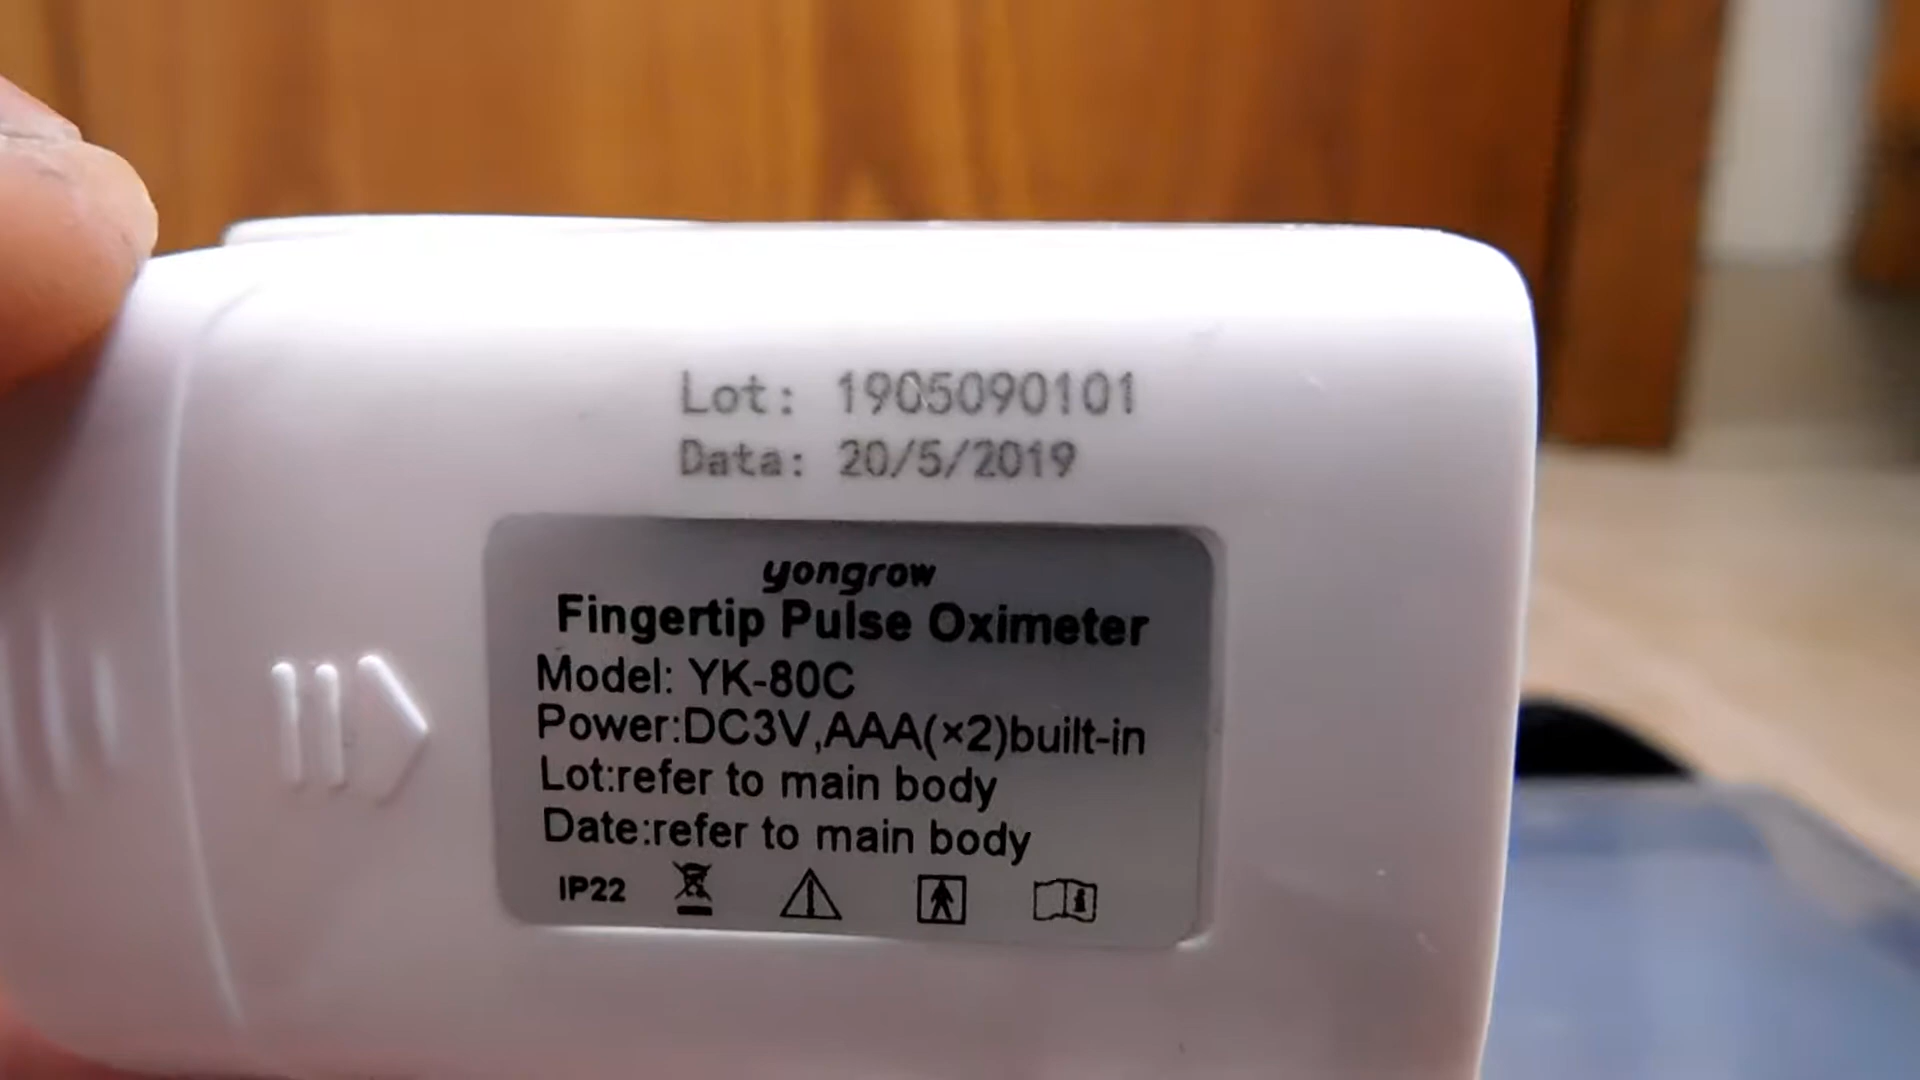 Lot: 1905090101
Data: 20/5/2019
yongrow
Fingertip Pulse Oximeter
Model: YK-80C
Power:DC3V,AAA(×2)built-in
Lot:refer to main body
Date:refer to main body
IP22